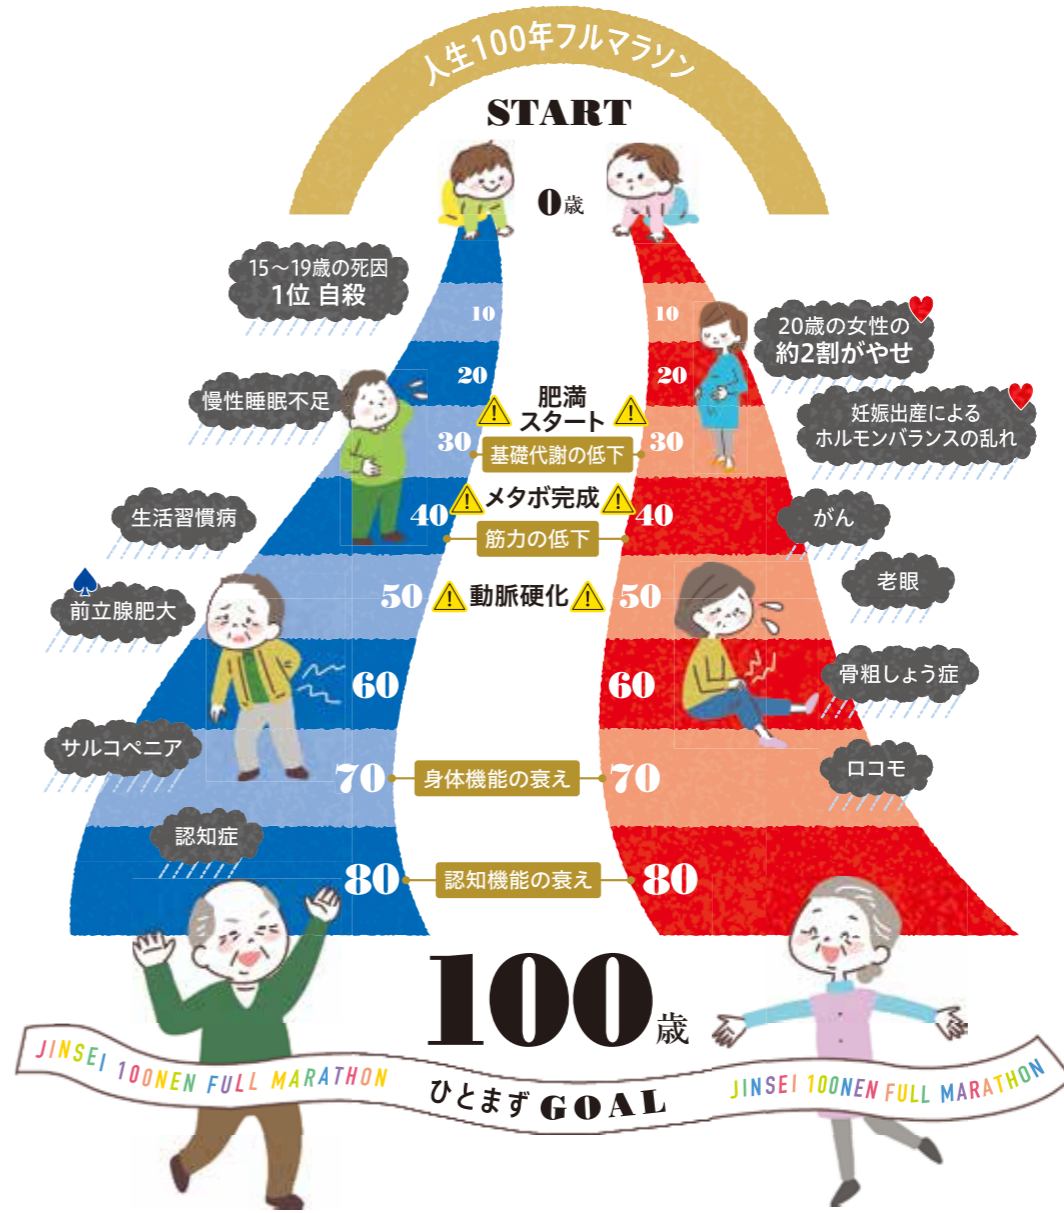 人生100年フルマラソン
START
0歳
15〜19歳の死因
1位 自殺
10
10
20歳の女性の
約2割がやせ
20
20
慢性睡眠不足
肥満
スタート
妊娠出産による
ホルモンバランスの乱れ
30
基礎代謝の低下
30
生活習慣病
40
メタボ完成
40
がん
筋力の低下
前立腺肥大
50
動脈硬化
50
老眼
60
60
骨粗しょう症
サルコペニア
70
身体機能の衰え
70
ロコモ
認知症
80
認知機能の衰え
80
100歳
JINSEI 100NEN FULL MARATHON
ひとまず GOAL
JINSEI 100NEN FULL MARATHON